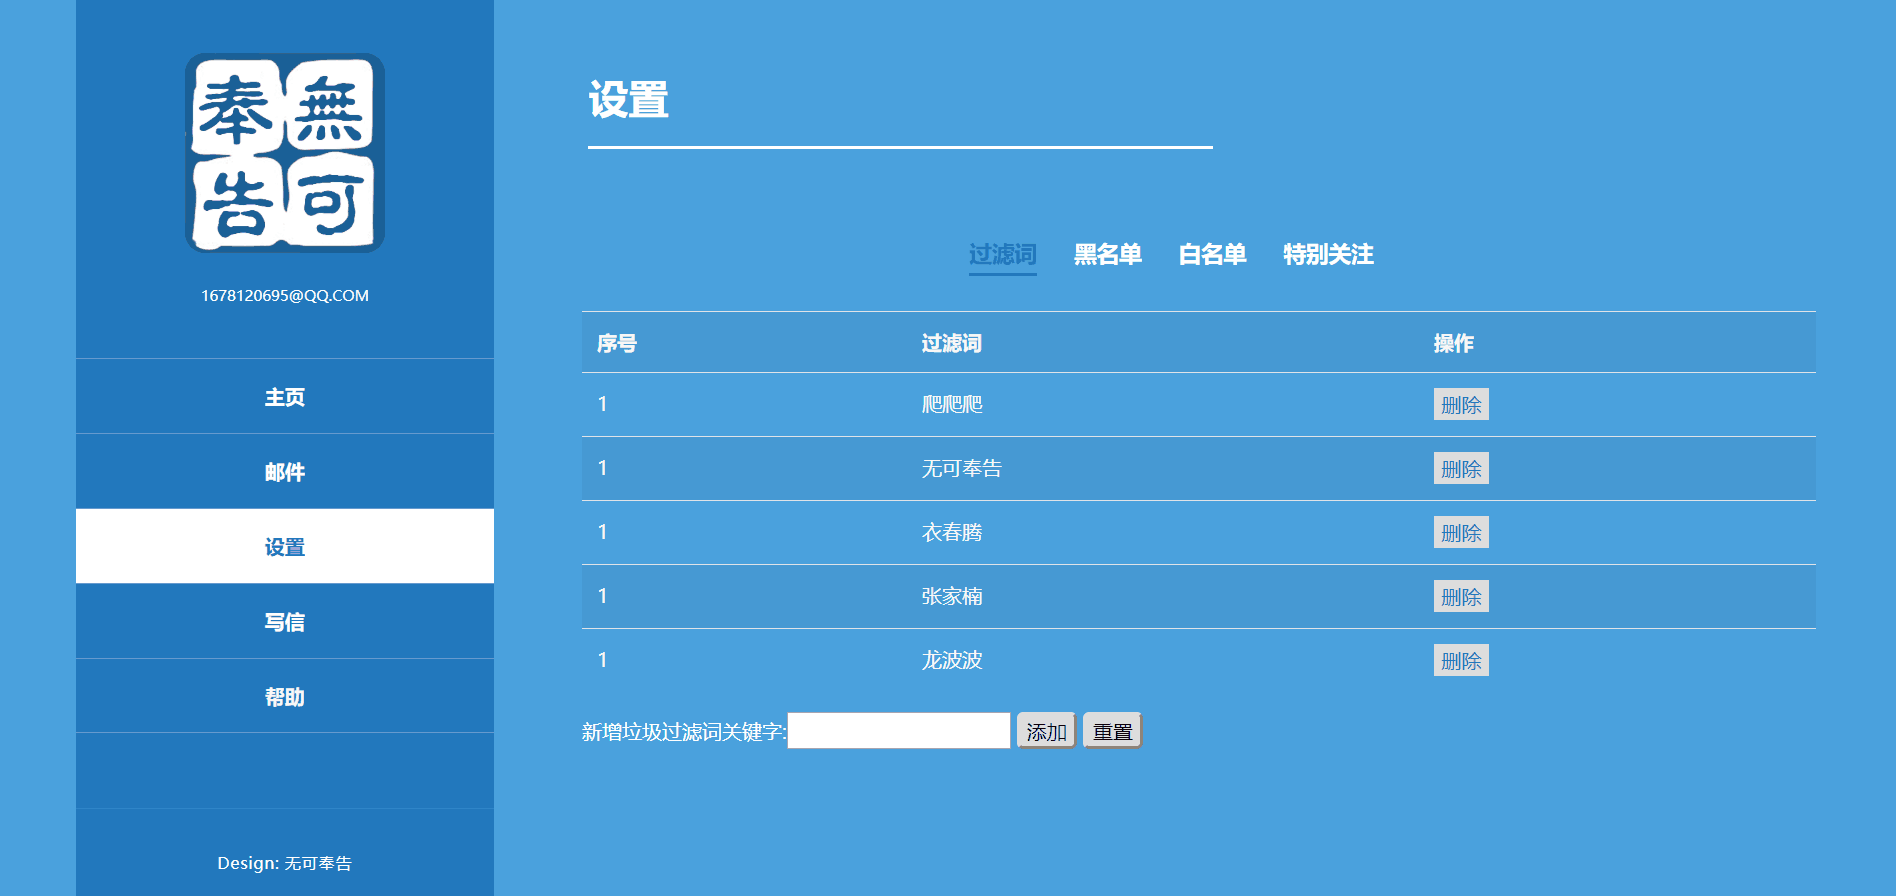 無可
奉告
1678120695@QQ.COM
主页
邮件
设置
写信
帮助
Design: 无可奉告
设置
过滤词 黑名单 白名单 特别关注
序号 过滤词 操作
1 爬爬爬 删除
1 无可奉告 删除
1 衣春腾 删除
1 张家楠 删除
1 龙波波 删除
新增垃圾过滤词关键字: 添加 重置